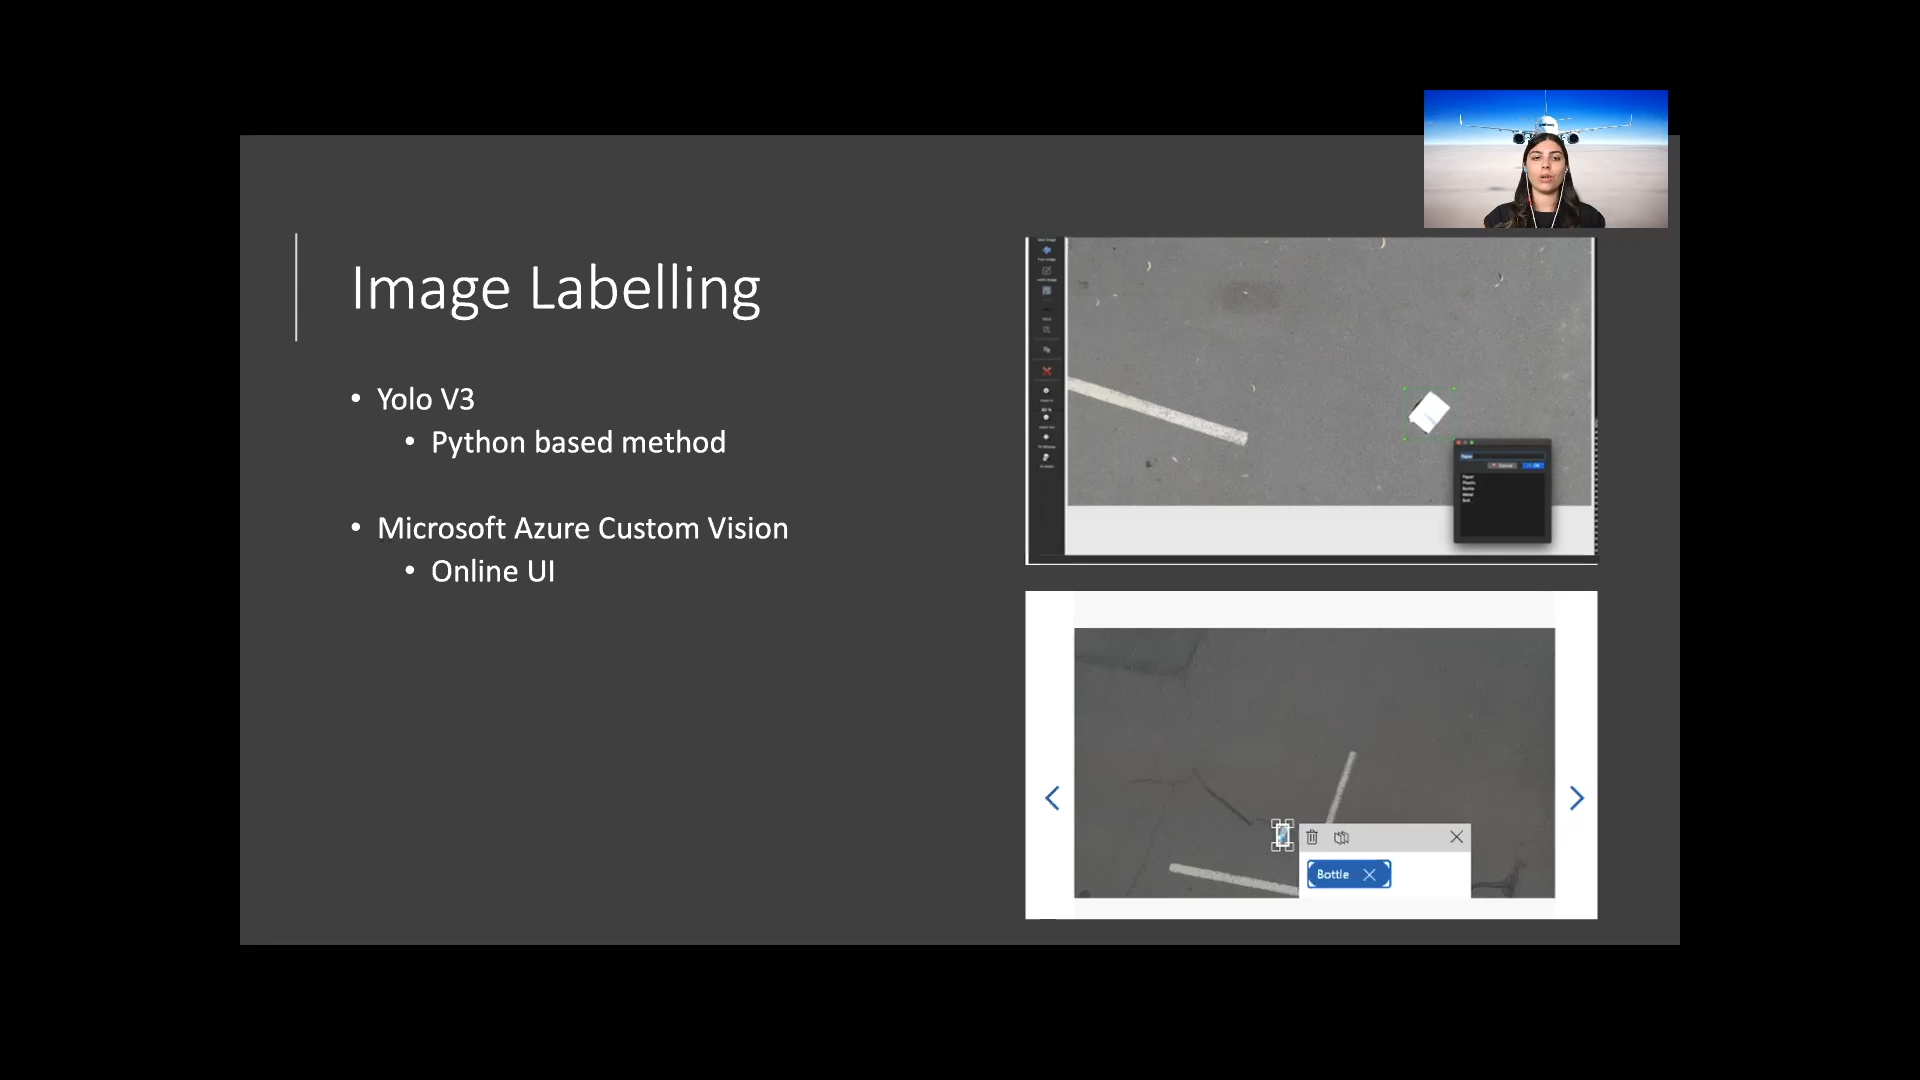 Image Labelling
• Yolo V3
• Python based method
• Microsoft Azure Custom Vision
• Online UI
Bottle